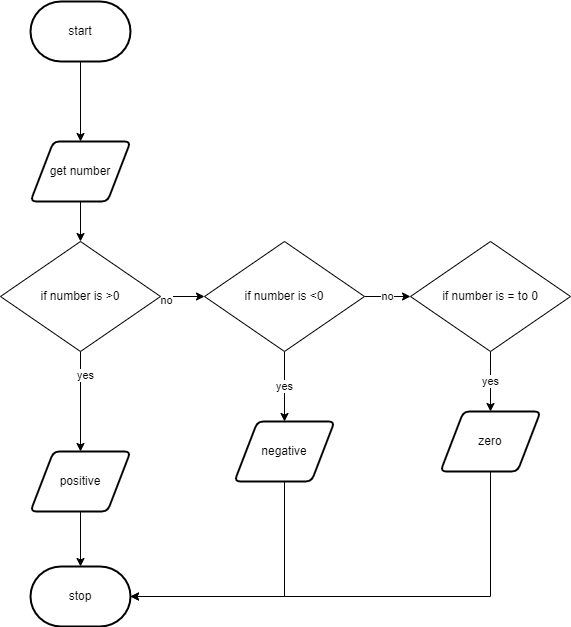 start
get number
if number is >0
no
if number is <0
no
if number is = to 0
yes
yes
yes
positive
negative
zero
stop